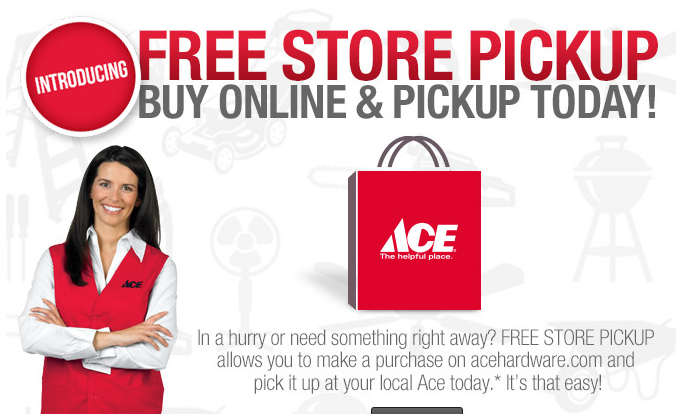 INTRODUCING
FREE STORE PICKUP
BUY ONLINE & PICKUP TODAY!
ACE
The helpful place.
ACE
In a hurry or need something right away? FREE STORE PICKUP
allows you to make a purchase on acehardware.com and
pick it up at your local Ace today.* It's that easy!